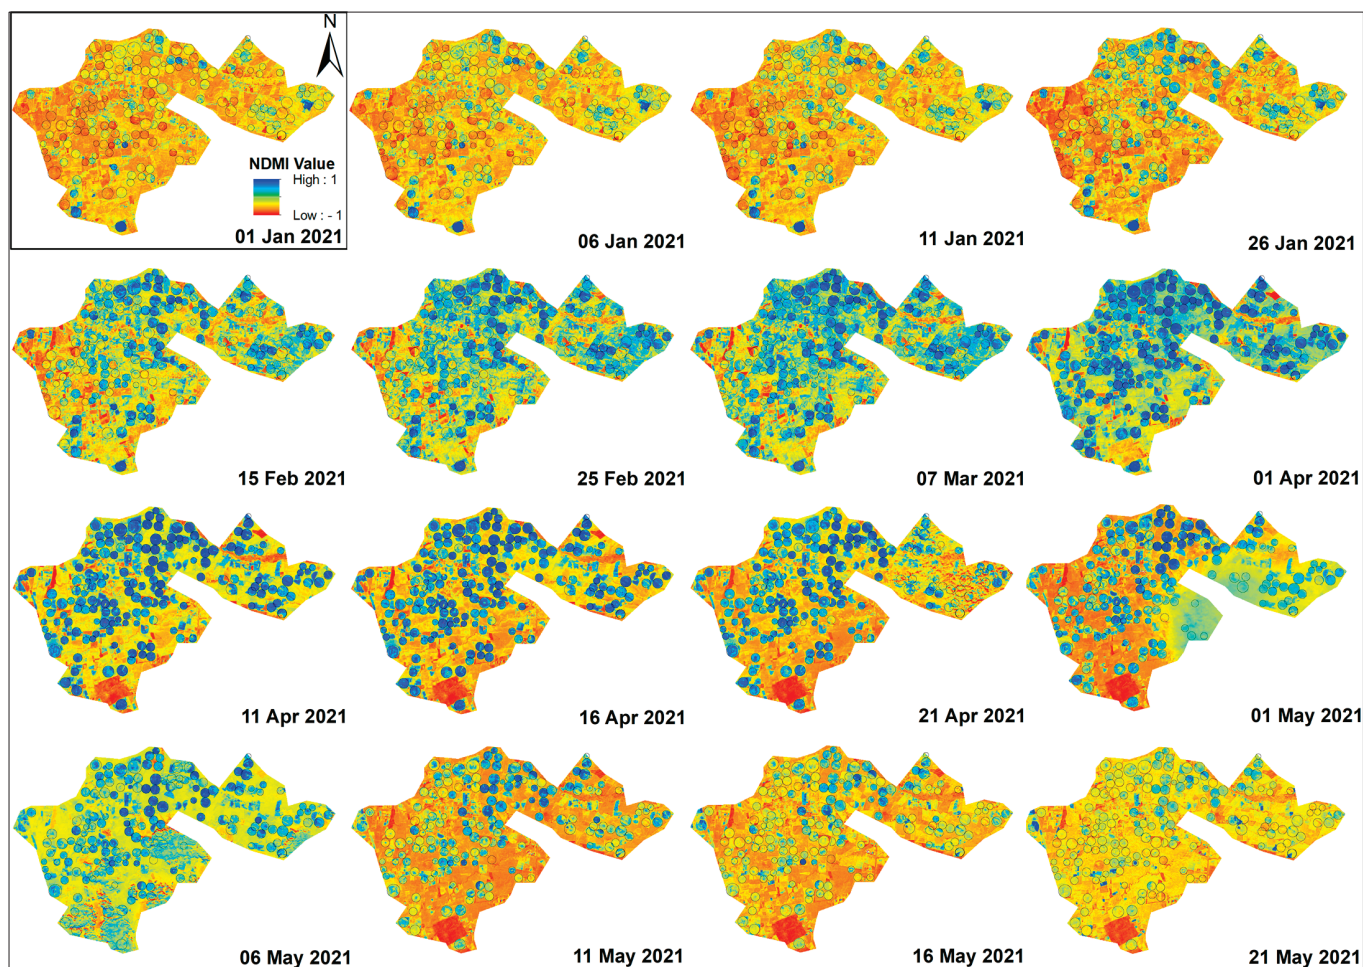 N
NDMI Value
High : 1
Low : - 1
01 Jan 2021
06 Jan 2021
11 Jan 2021
26 Jan 2021
15 Feb 2021
25 Feb 2021
07 Mar 2021
01 Apr 2021
11 Apr 2021
16 Apr 2021
21 Apr 2021
01 May 2021
06 May 2021
11 May 2021
16 May 2021
21 May 2021